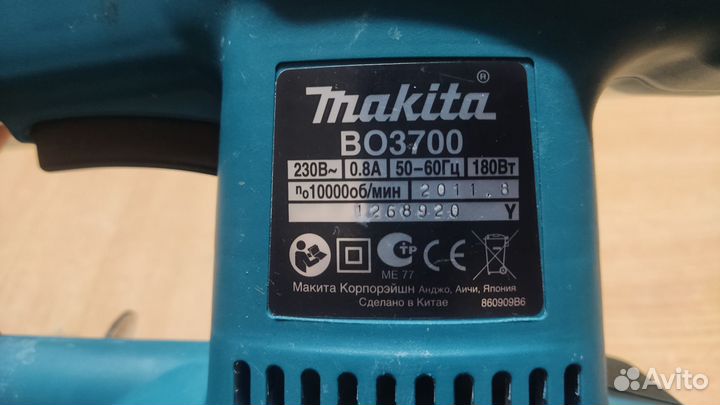 makita®
BO3700
230В~ 0.8А 50–60Гц 180Вт
n₀10000об/мин 2011.8
1268920 Y
ME 77
Макита Корпорэйшн Анджо, Аичи, Япония
Сделано в Китае 860909B6
Avito